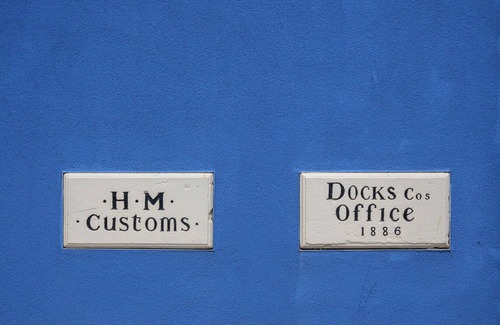 ·H·M·
·Customs·
Docks Cos
Office
1886